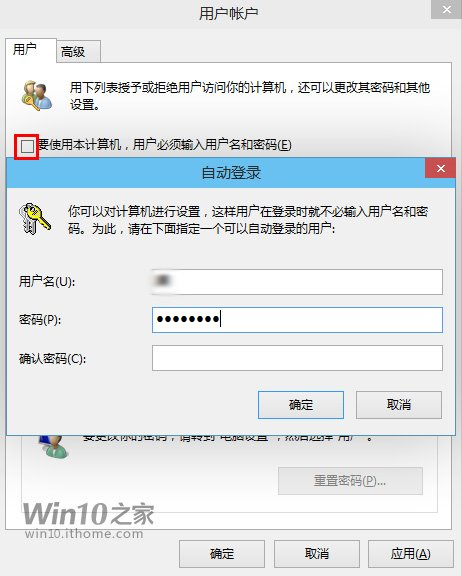 用户帐户
用户
高级
用下列表授予或拒绝用户访问你的计算机，还可以更改其密码和其他
设置。
要使用本计算机，用户必须输入用户名和密码(E)
自动登录
你可以对计算机进行设置，这样用户在登录时就不必输入用户名和密
码。为此，请在下面指定一个可以自动登录的用户:
用户名(U):
密码(P):
●●●●●●●●
确认密码(C):
确定
取消
要更改你的密码，请转到"电脑设置"，然后选择"用户"。
重置密码(P)...
Win10之家
win10.ithome.com
确定
取消
应用(A)